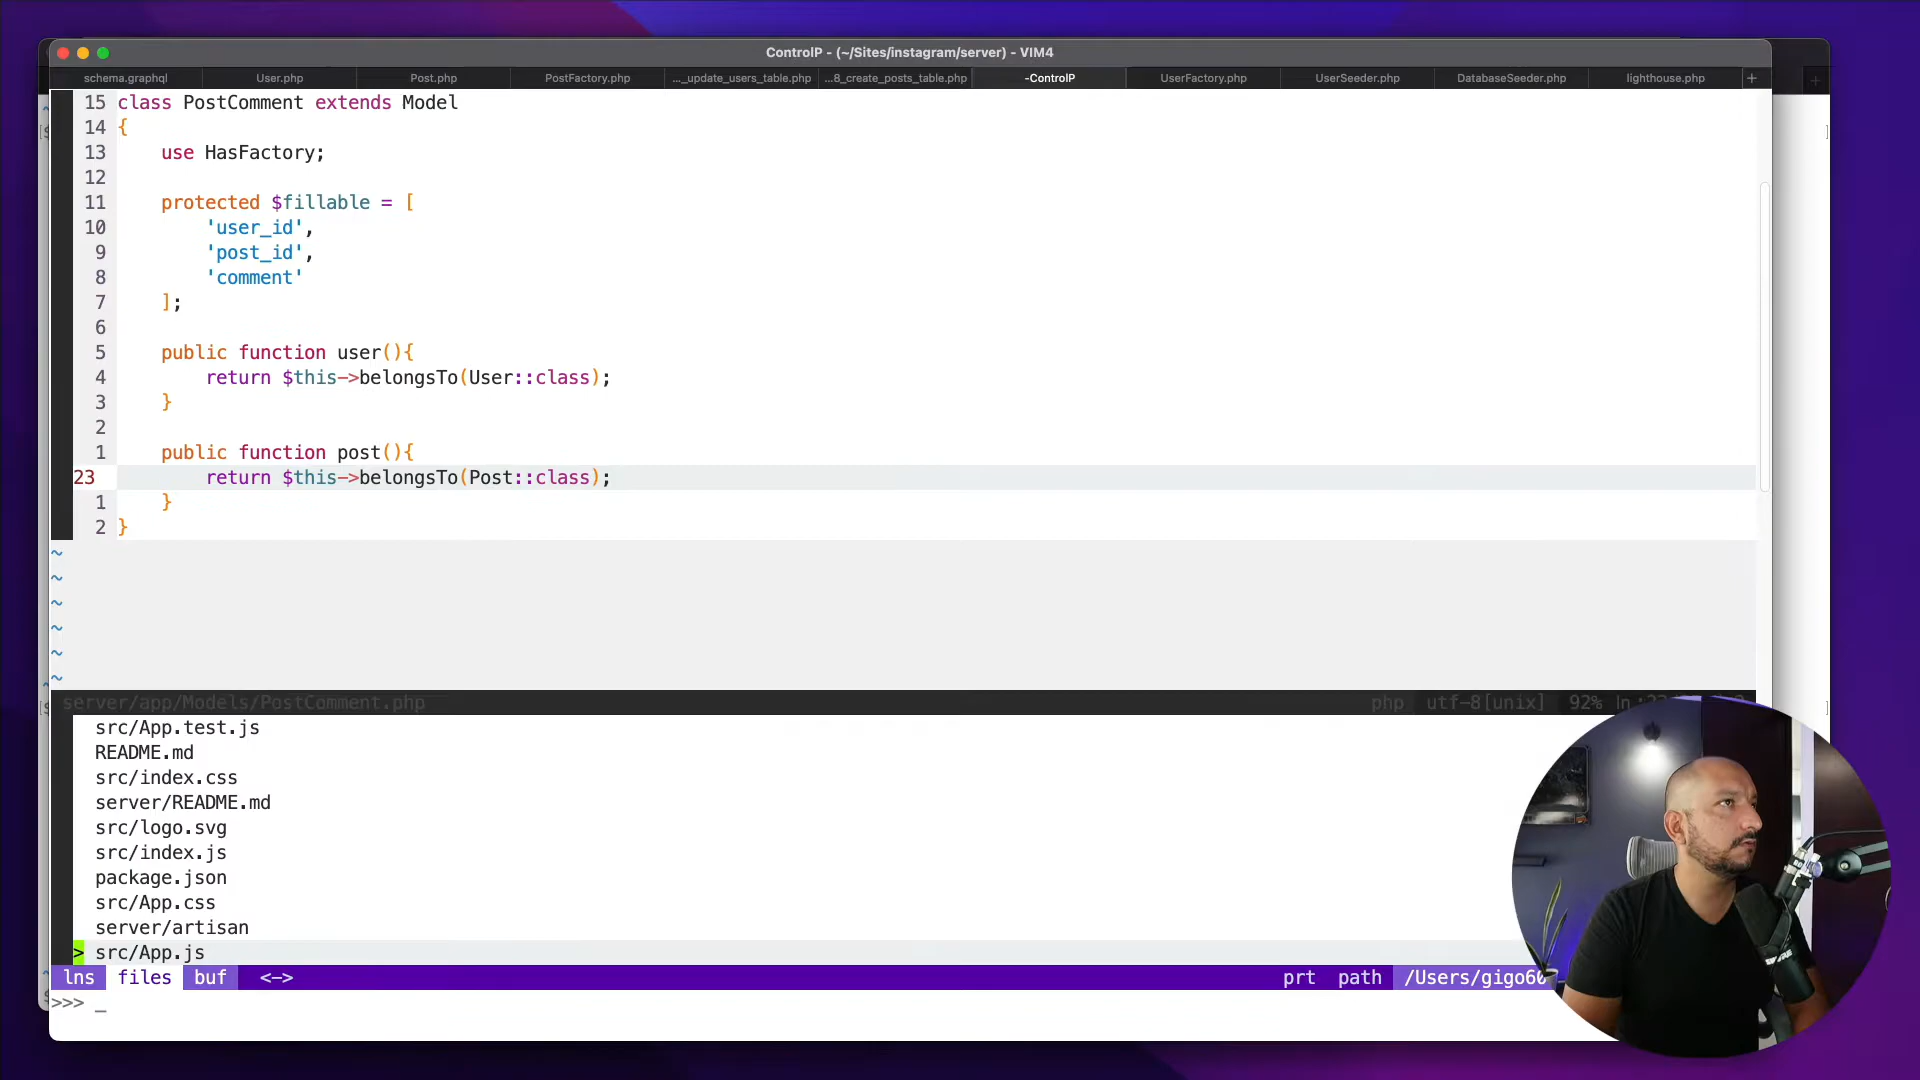 ControlP - (~/Sites/instagram/server) - VIM4
schema.graphql User.php Post.php PostFactory.php ..._update_users_table.php ...8_create_posts_table.php -ControlP UserFactory.php UserSeeder.php DatabaseSeeder.php lighthouse.php +
15 class PostComment extends Model
14 {
13 use HasFactory;
12
11 protected $fillable = [
10 'user_id',
9 'post_id',
8 'comment'
7 ];
6
5 public function user(){
4 return $this->belongsTo(User::class);
3 }
2
1 public function post(){
23 return $this->belongsTo(Post::class);
1 }
2 }
~
~
~
~
~
~
server/app/Models/PostComment.php php utf-8[unix] 92%
src/App.test.js
README.md
src/index.css
server/README.md
src/logo.svg
src/index.js
package.json
src/App.css
server/artisan
> src/App.js
lns files buf <-> prt path /Users/gigo60
>>> _